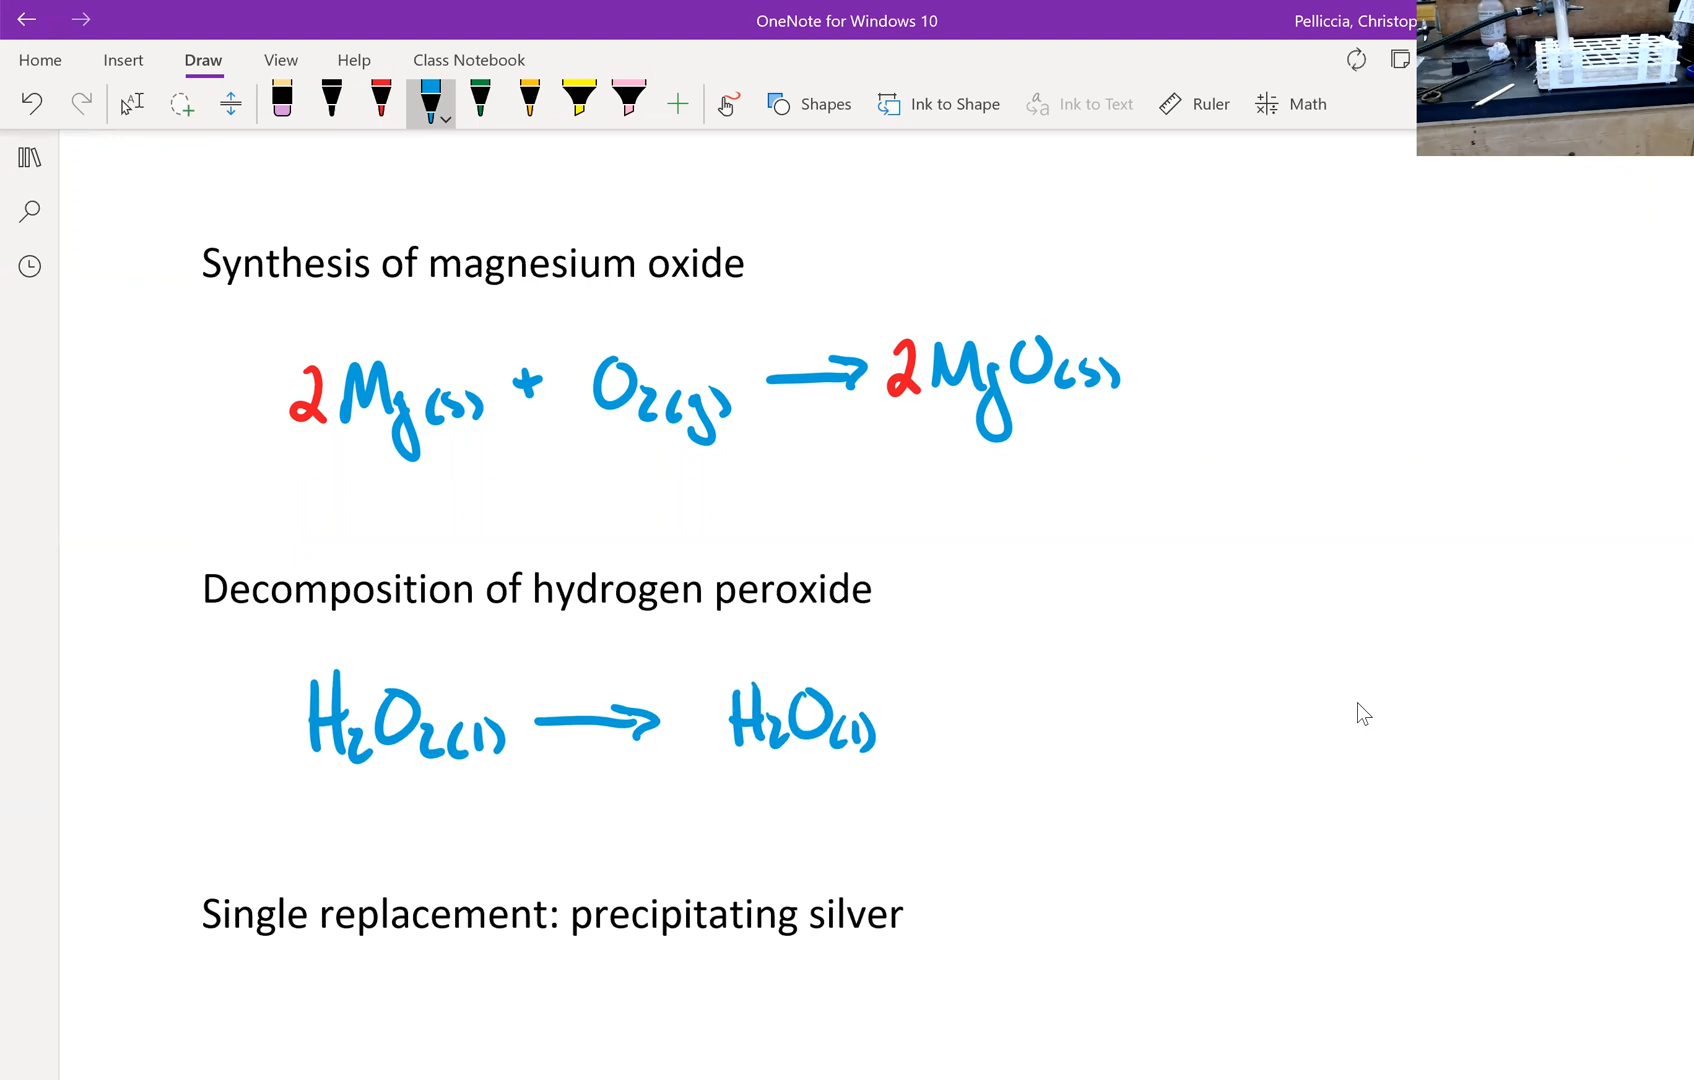 OneNote for Windows 10
Pelliccia, Christop
Home Insert Draw View Help Class Notebook
Shapes Ink to Shape Ink to Text Ruler Math
Synthesis of magnesium oxide
2Mg(s) + O₂(g) → 2MgO(s)
Decomposition of hydrogen peroxide
H₂O₂(l) → H₂O(l)
Single replacement: precipitating silver